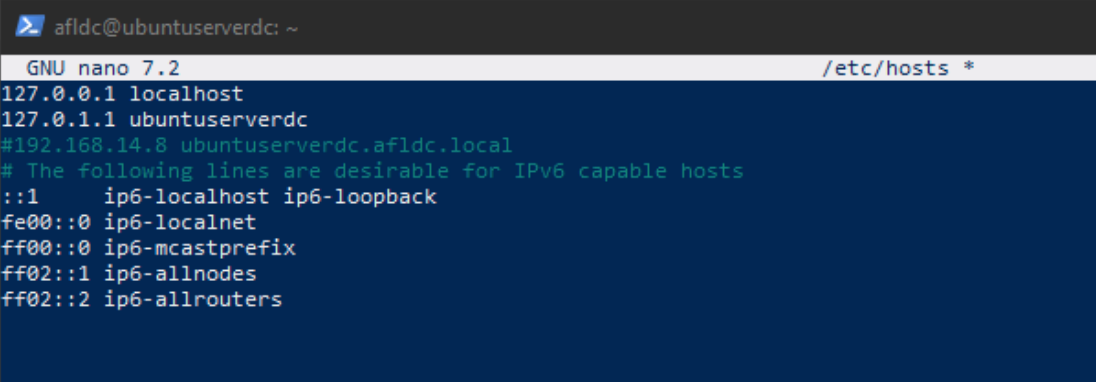 afldc@ubuntuserverdc: ~
GNU nano 7.2 /etc/hosts *
127.0.0.1 localhost
127.0.1.1 ubuntuserverdc
#192.168.14.8 ubuntuserverdc.afldc.local
# The following lines are desirable for IPv6 capable hosts
::1     ip6-localhost ip6-loopback
fe00::0 ip6-localnet
ff00::0 ip6-mcastprefix
ff02::1 ip6-allnodes
ff02::2 ip6-allrouters